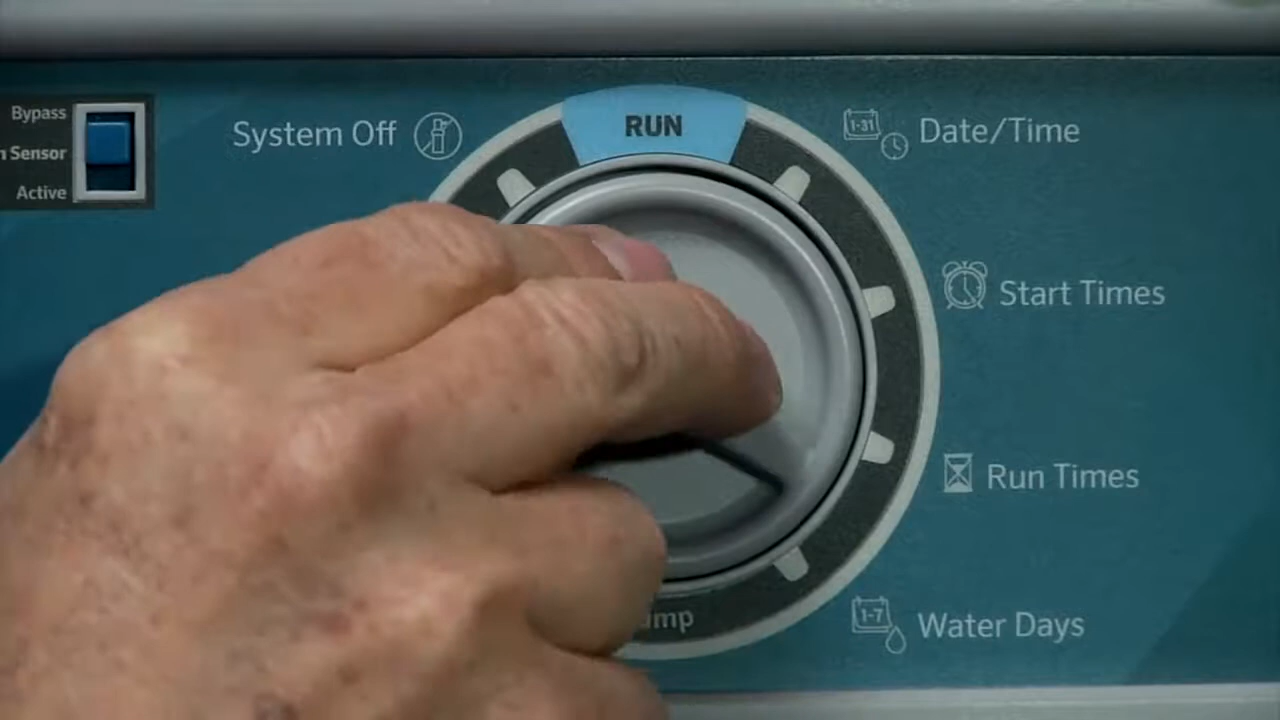 Bypass
Sensor
Active
System Off
RUN
1-31
Date/Time
Start Times
Run Times
1-7
Water Days